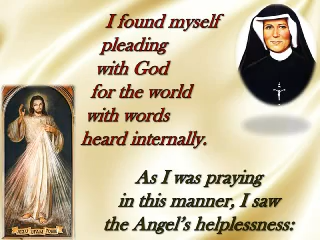 I found myself
pleading
with God
for the world
with words
heard internally.
As I was praying
in this manner, I saw
the Angel's helplessness: